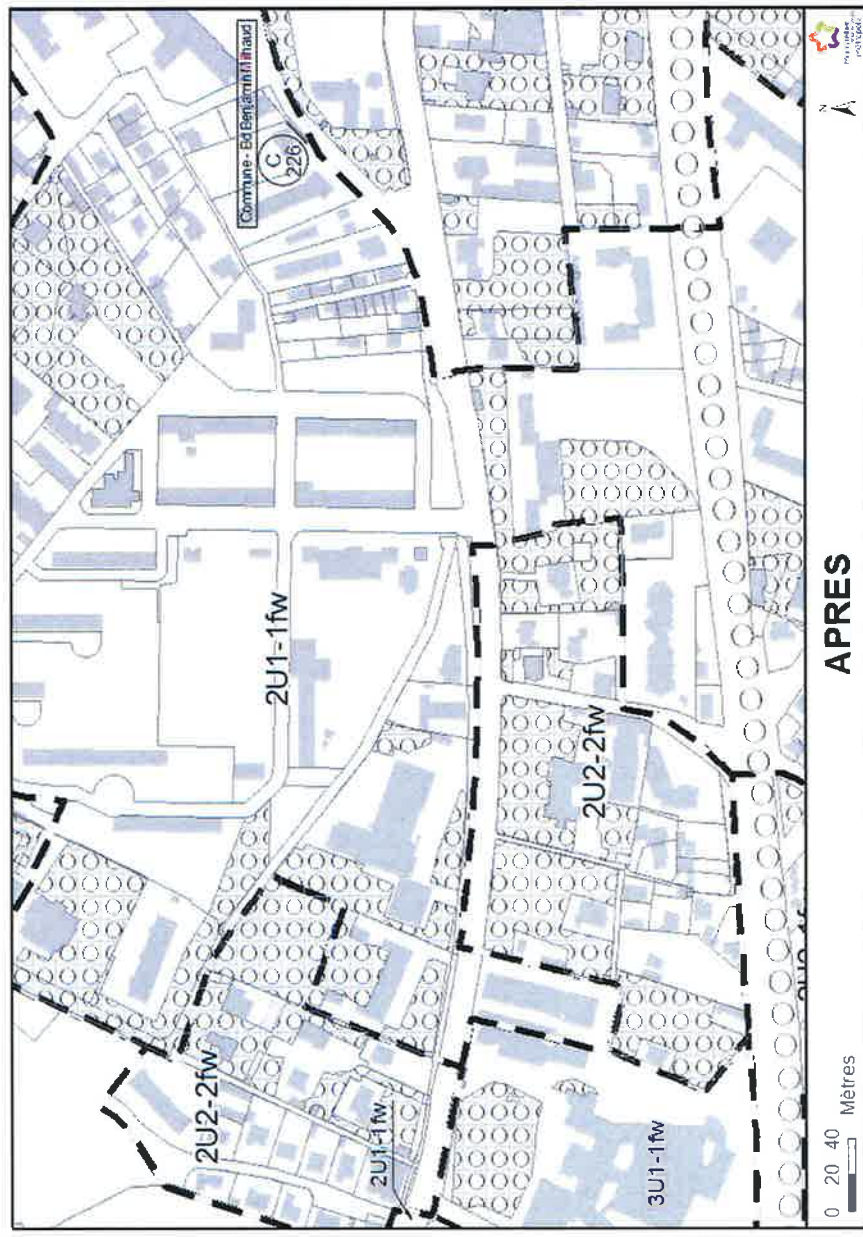 Commune - Bd Benjamin Milhaud
C
226
2U1-1fw
2U2-2fw
2U2-2fw
2U1-1fw
3U1-1fw
0 20 40 Mètres
APRES
N
métropole